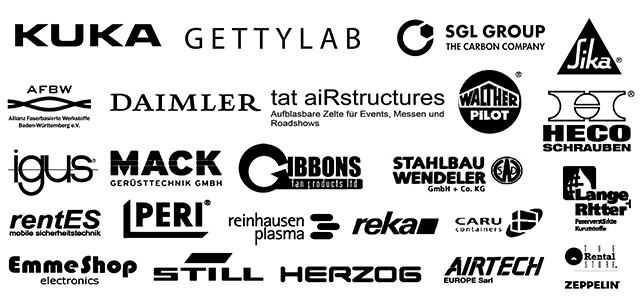 KUKA
GETTYLAB
SGL GROUP
THE CARBON COMPANY
Sika®
AFBW
Allianz Faserbasierte Werkstoffe
Baden-Württemberg e.V.
DAIMLER
tat aiRstructures
Aufblasbare Zelte für Events, Messen und
Roadshows
WALTHER
PILOT
®
HECO
SCHRAUBEN
igus®
MACK
GERÜSTTECHNIK GMBH
GIBBONS
fan products ltd
STAHLBAU
WENDELER
GmbH + Co. KG
Lange
Ritter
Faserverstärkte
Kunststoffe
rentES
mobile sicherheitstechnik
PERI®
reinhausen
plasma
reka
CARU
containers
EmmeShop
electronics
STILL
HERZOG
AIRTECH
EUROPE Sarl
THE
Rental
STORE
ZEPPELIN